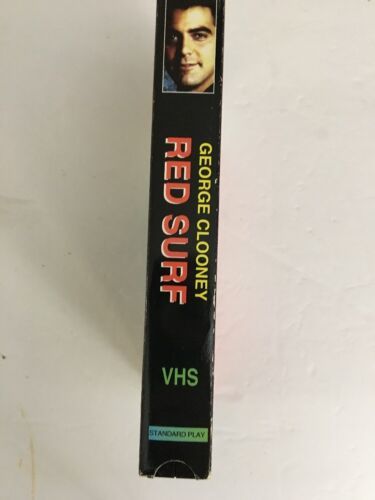 GEORGE CLOONEY
RED SURF
VHS
STANDARD PLAY